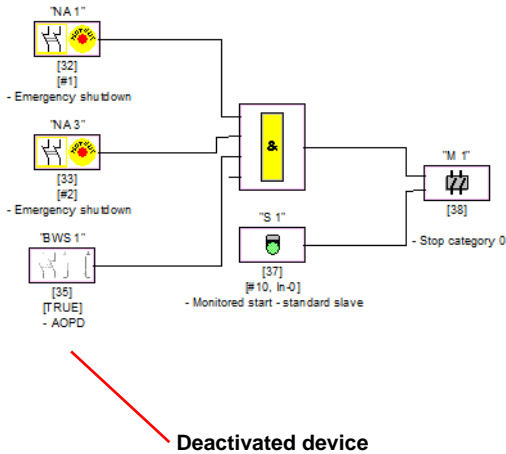 "NA 1"
[32]
[#1]
- Emergency shutdown
"NA 3"
[33]
[#2]
- Emergency shutdown
"BWS 1"
[35]
[TRUE]
- AOPD
&
"S 1"
[37]
[#10, In-0]
- Monitored start - standard slave
"M 1"
[38]
- Stop category 0
Deactivated device